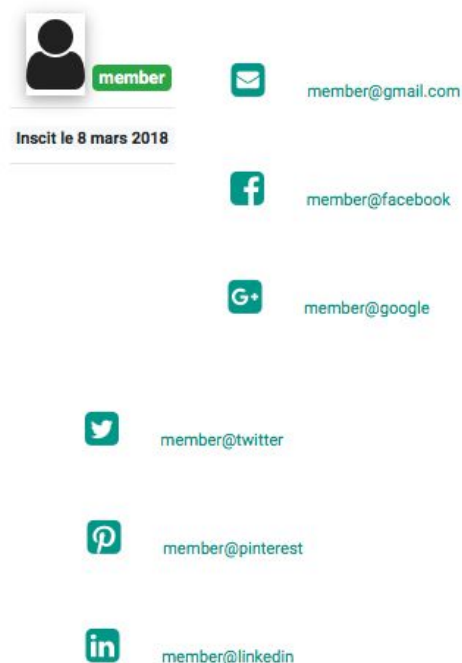 member
Inscit le 8 mars 2018
member@gmail.com
member@facebook
G+
member@google
member@twitter
member@pinterest
in
member@linkedin